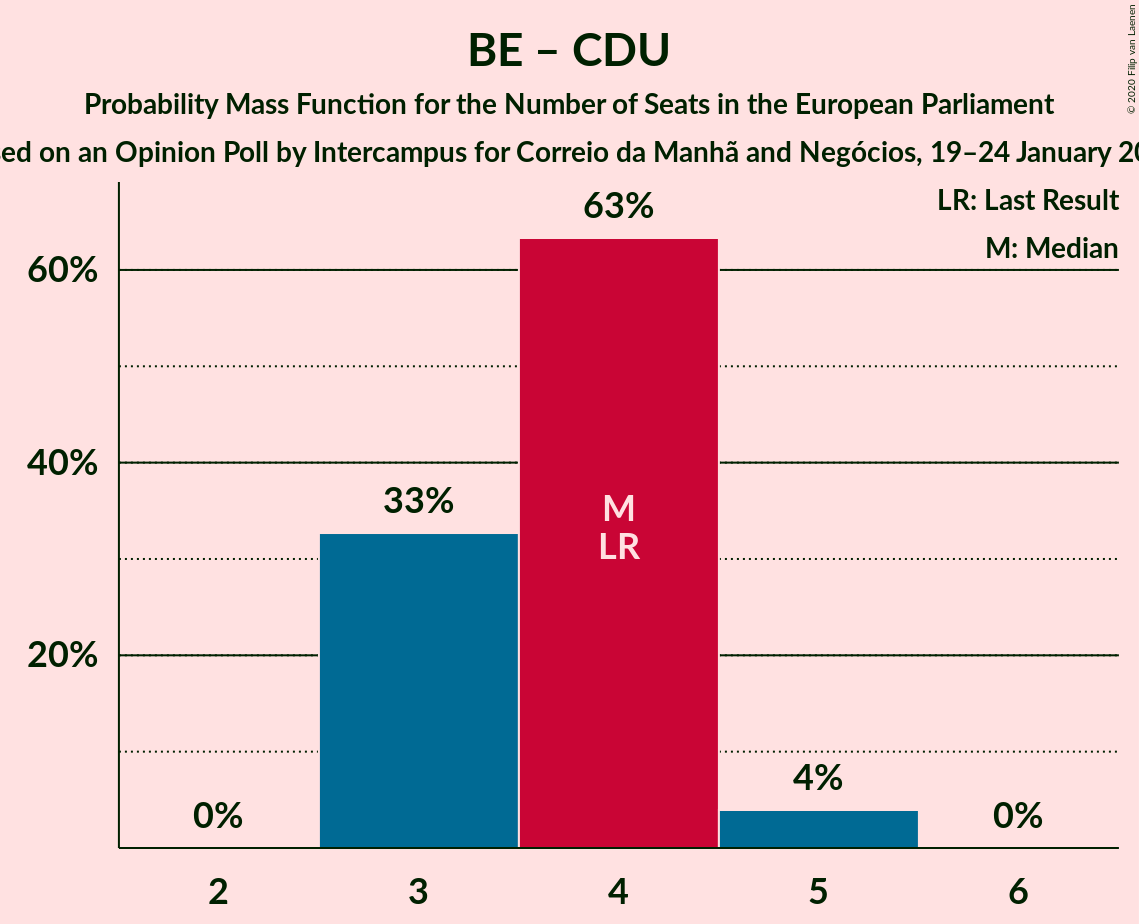 BE – CDU
Probability Mass Function for the Number of Seats in the European Parliament
on an Opinion Poll by Intercampus for Correio da Manhã and Negócios, 19–24 January
© 2020 Filip van Laenen
LR: Last Result
M: Median
63%
60%
40%
33%
M
LR
20%
4%
0%
0%
2 3 4 5 6